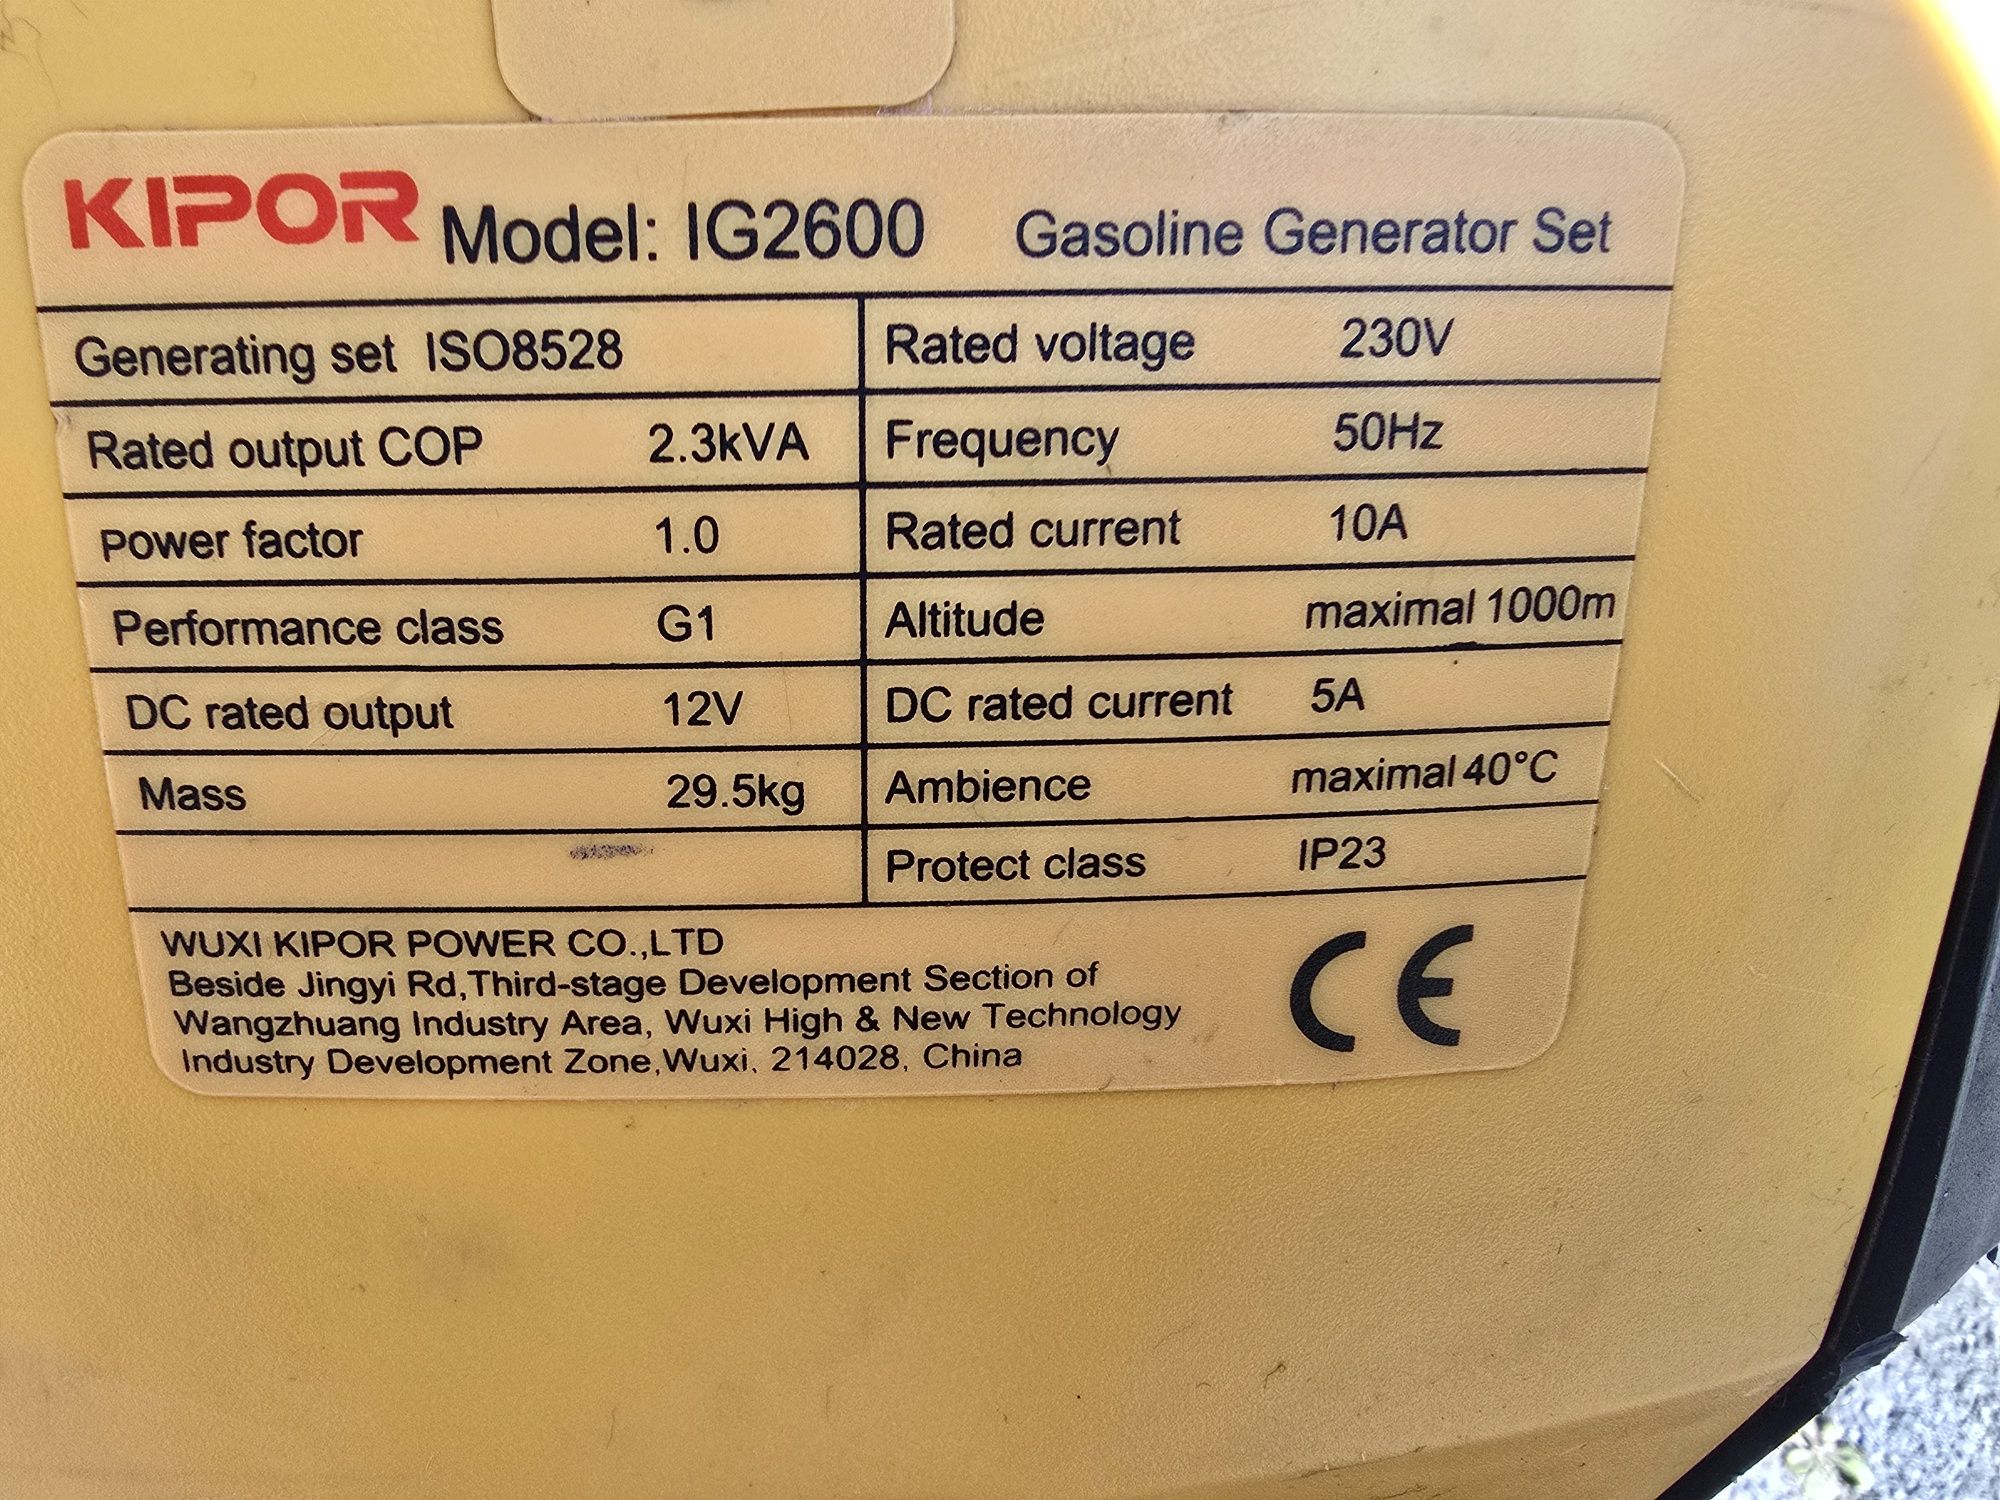 KIPOR Model: IG2600 Gasoline Generator Set
Generating set ISO8528 Rated voltage 230V
Rated output COP 2.3kVA Frequency 50Hz
Power factor 1.0 Rated current 10A
Performance class G1 Altitude maximal 1000m
DC rated output 12V DC rated current 5A
Mass 29.5kg Ambience maximal 40°C
Protect class IP23
WUXI KIPOR POWER CO.,LTD
Beside Jingyi Rd,Third-stage Development Section of
Wangzhuang Industry Area, Wuxi High & New Technology
Industry Development Zone,Wuxi, 214028, China
CE